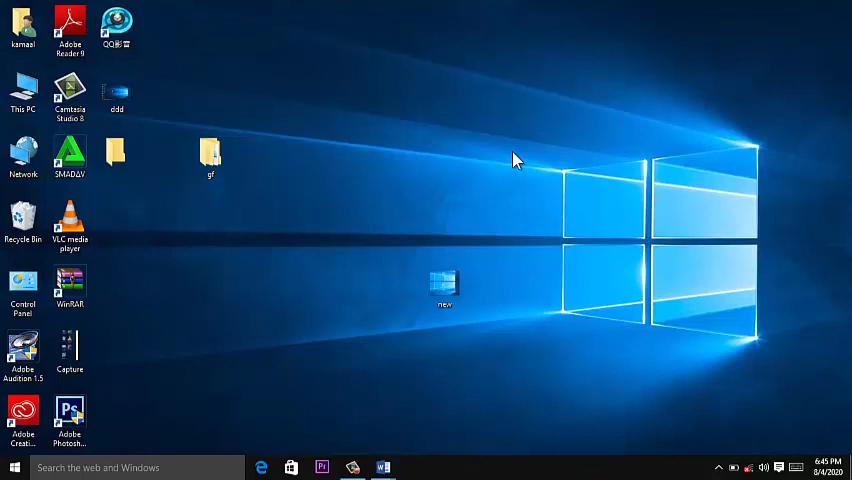 kamaal
Adobe
Reader 9
QQ影音
This PC
Camtasia
Studio 8
ddd
Network
SMADΔV
gf
Recycle Bin
VLC media
player
Control
Panel
WinRAR
new
Adobe
Audition 1.5
Capture
Adobe
Creati...
Adobe
Photosh...
Search the web and Windows
6:45 PM
8/4/2020